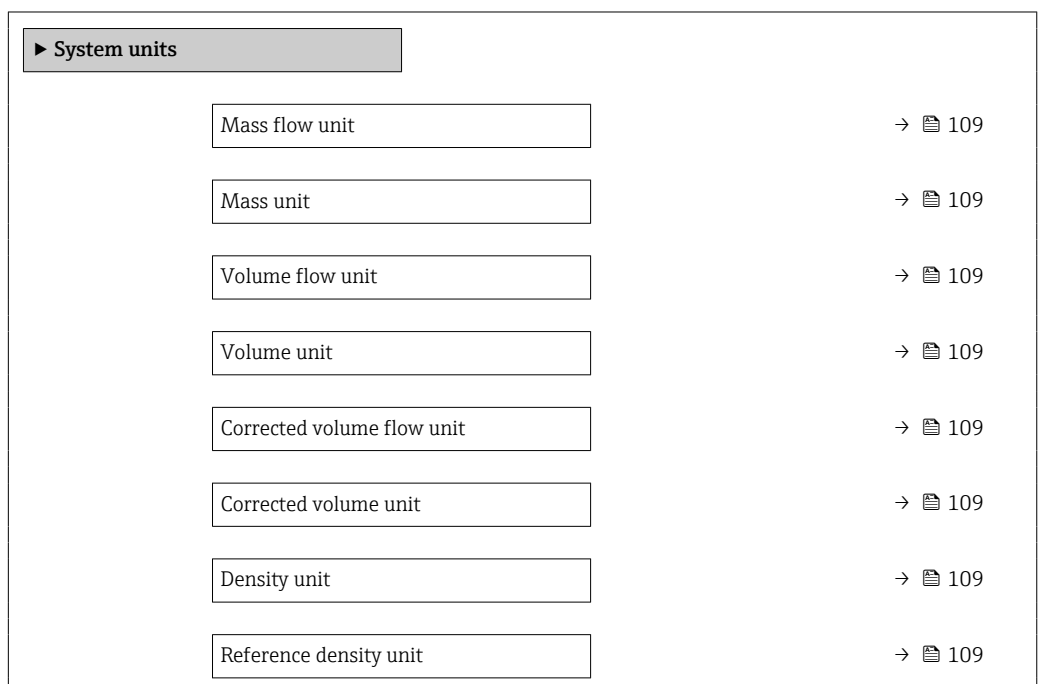 ▶ System units
Mass flow unit → 109
Mass unit → 109
Volume flow unit → 109
Volume unit → 109
Corrected volume flow unit → 109
Corrected volume unit → 109
Density unit → 109
Reference density unit → 109